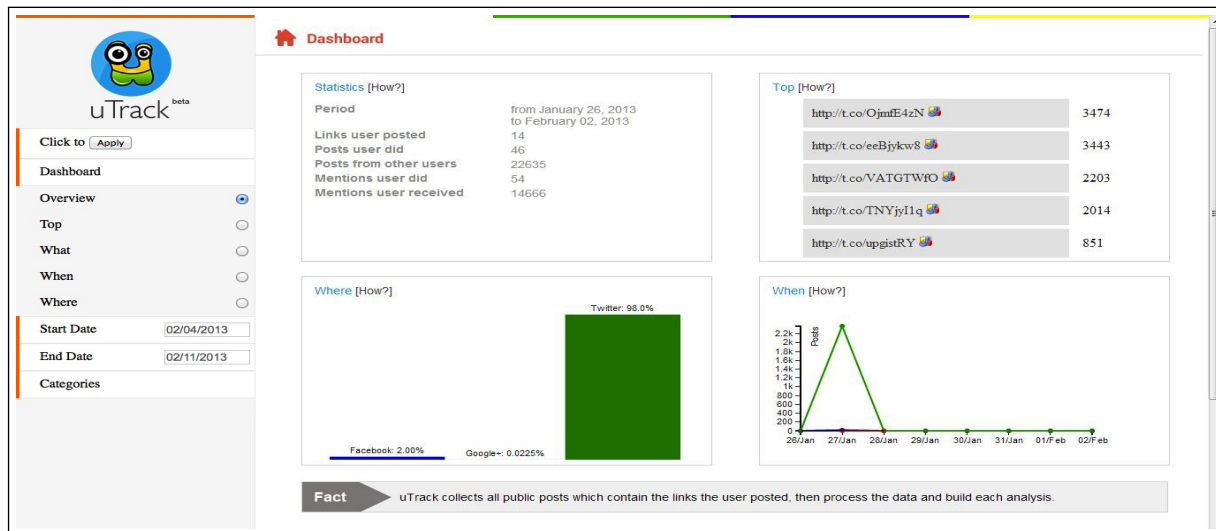 uTrack beta
Click to Apply
Dashboard
Overview
Top
What
When
Where
Start Date 02/04/2013
End Date 02/11/2013
Categories
Dashboard
Statistics [How?]
Period from January 26, 2013
to February 02, 2013
Links user posted 14
Posts user did 46
Posts from other users 22635
Mentions user did 54
Mentions user received 14666
Top [How?]
http://t.co/OjmfE4zN 3474
http://t.co/eeBjykw8 3443
http://t.co/VATGTWfO 2203
http://t.co/TNYjyI1q 2014
http://t.co/upgistRY 851
Where [How?]
Twitter: 98.0%
Facebook: 2.00%
Google+: 0.0225%
When [How?]
Posts
2.2k
2k
1.8k
1.6k
1.4k
1.2k
1k
800
600
400
200
0
26/Jan 27/Jan 28/Jan 29/Jan 30/Jan 31/Jan 01/Feb 02/Feb
Fact uTrack collects all public posts which contain the links the user posted, then process the data and build each analysis.